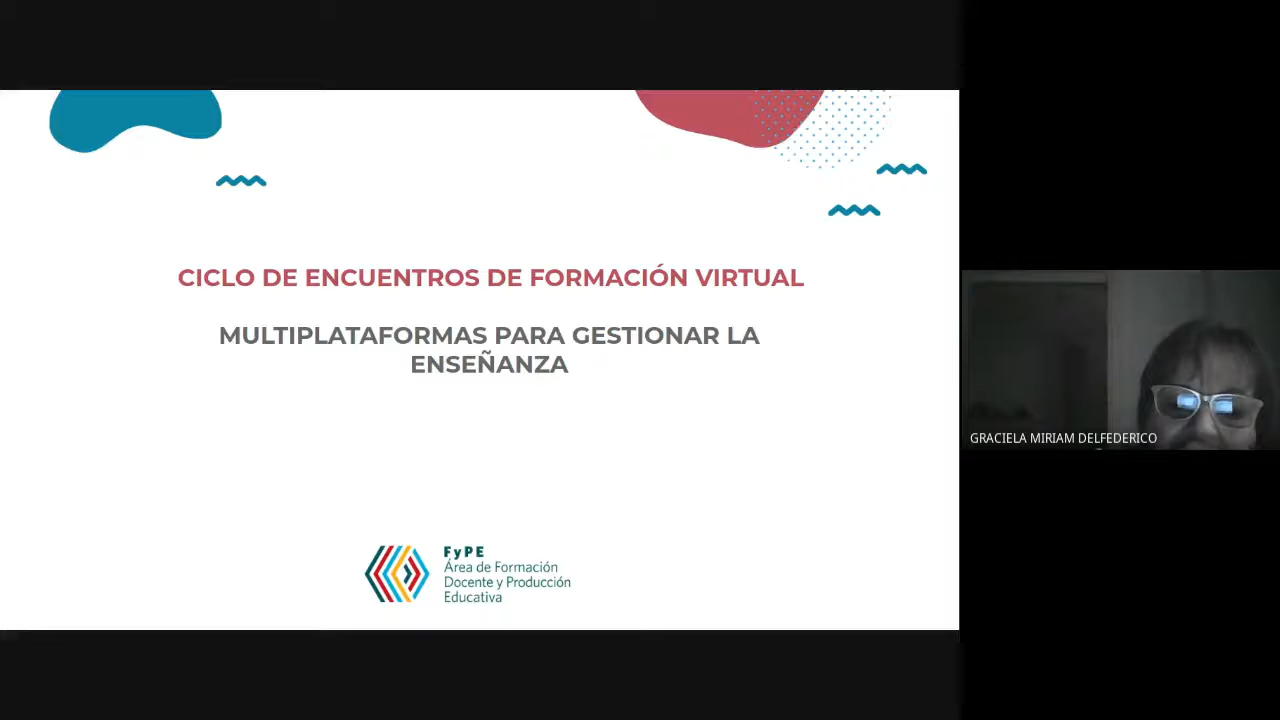 CICLO DE ENCUENTROS DE FORMACIÓN VIRTUAL
MULTIPLATAFORMAS PARA GESTIONAR LA
ENSEÑANZA
FyPE
Área de Formación
Docente y Producción
Educativa
GRACIELA MIRIAM DELFEDERICO